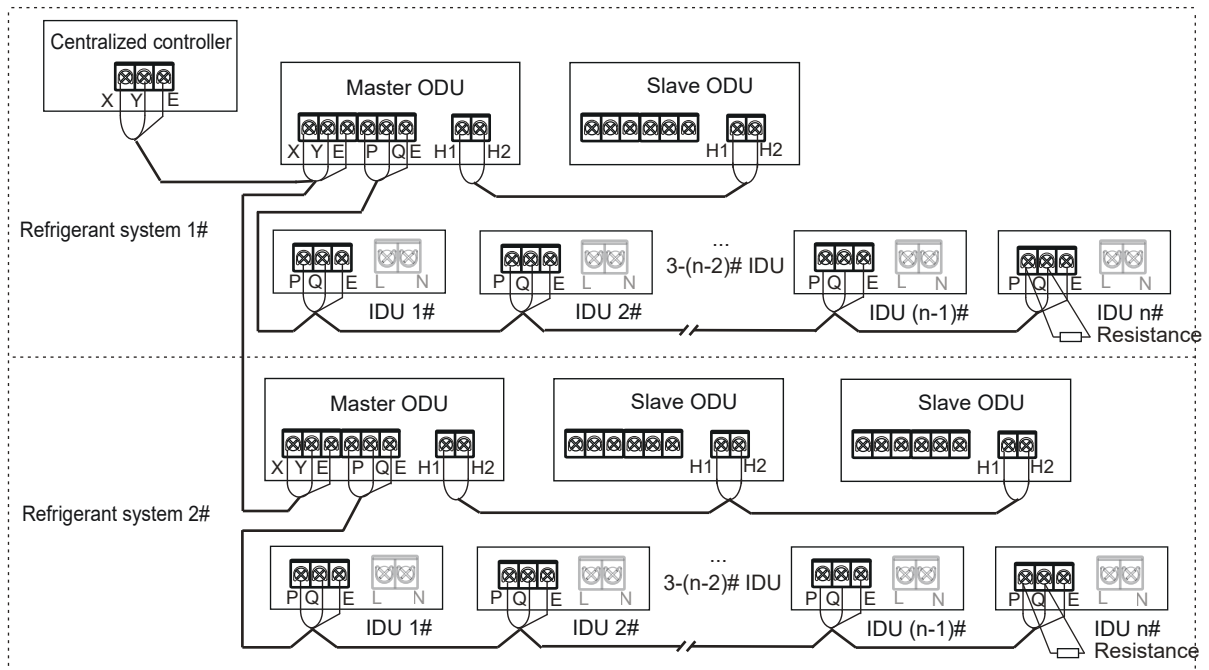 Centralized controller
X Y E
Master ODU
X Y E P Q E H1 H2
Slave ODU
H1 H2
Refrigerant system 1#
P Q E L N
IDU 1#
P Q E L N
IDU 2#
...
3-(n-2)# IDU
P Q E L N
IDU (n-1)#
P Q E L N
IDU n#
Resistance
Master ODU
X Y E P Q E H1 H2
Slave ODU
H1 H2
Slave ODU
H1 H2
Refrigerant system 2#
P Q E L N
IDU 1#
P Q E L N
IDU 2#
...
3-(n-2)# IDU
P Q E L N
IDU (n-1)#
P Q E L N
IDU n#
Resistance